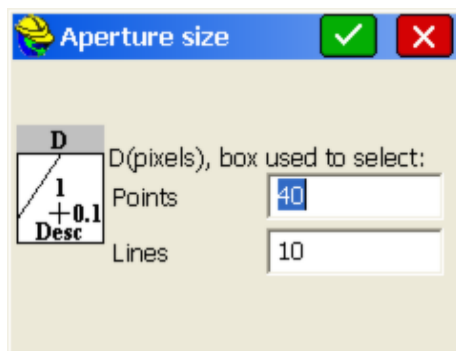 Aperture size
D
1
+0.1
Desc
D(pixels), box used to select:
Points 40
Lines 10